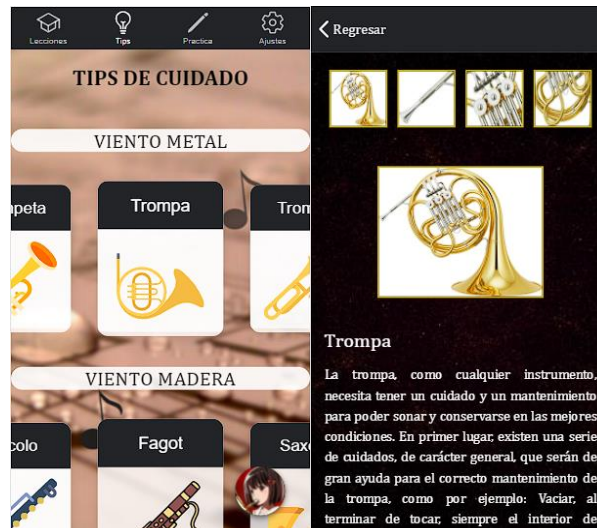 Lecciones Tips Practica Ajustes
TIPS DE CUIDADO
VIENTO METAL
peta Trompa Trom
VIENTO MADERA
colo Fagot Saxo
Regresar
Trompa
La trompa, como cualquier instrumento,
necesita tener un cuidado y un mantenimiento
para poder sonar y conservarse en las mejores
condiciones. En primer lugar, existen una serie
de cuidados, de carácter general, que serán de
gran ayuda para el correcto mantenimiento de
la trompa, como por ejemplo: Vaciar, al
terminar de tocar, siempre el interior de